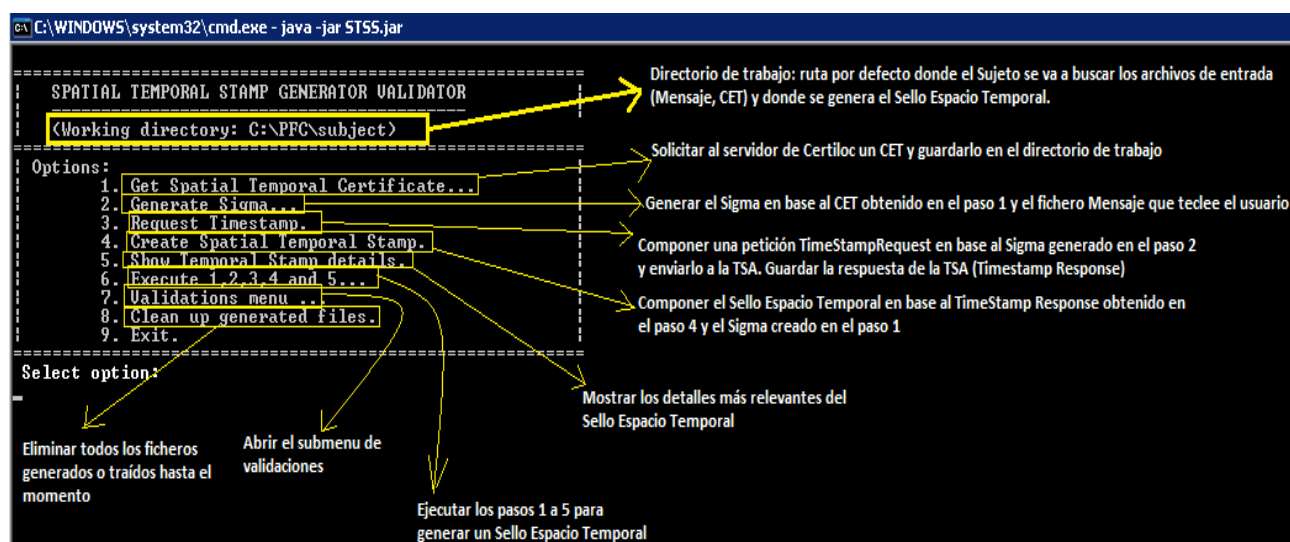 C:\WINDOWS\system32\cmd.exe - java -jar STSS.jar
SPATIAL TEMPORAL STAMP GENERATOR VALIDATOR
(Working directory: C:\PFC\subject)
Directorio de trabajo: ruta por defecto donde el Sujeto se va a buscar los archivos de entrada
(Mensaje, CET) y donde se genera el Sello Espacio Temporal.
Options:
1. Get Spatial Temporal Certificate...
2. Generate Sigma...
3. Request Timestamp.
4. Create Spatial Temporal Stamp.
5. Show Temporal Stamp details.
6. Execute 1,2,3,4 and 5...
7. Validations menu ...
8. Clean up generated files.
9. Exit.
Select option:
Solicitar al servidor de Certiloc un CET y guardarlo en el directorio de trabajo
Generar el Sigma en base al CET obtenido en el paso 1 y el fichero Mensaje que teclee el usuario
Componer una petición TimeStampRequest en base al Sigma generado en el paso 2
y enviarlo a la TSA. Guardar la respuesta de la TSA (Timestamp Response)
Componer el Sello Espacio Temporal en base al TimeStamp Response obtenido en
el paso 4 y el Sigma creado en el paso 1
Mostrar los detalles más relevantes del
Sello Espacio Temporal
Eliminar todos los ficheros
generados o traídos hasta el
momento
Abrir el submenu de
validaciones
Ejecutar los pasos 1 a 5 para
generar un Sello Espacio Temporal